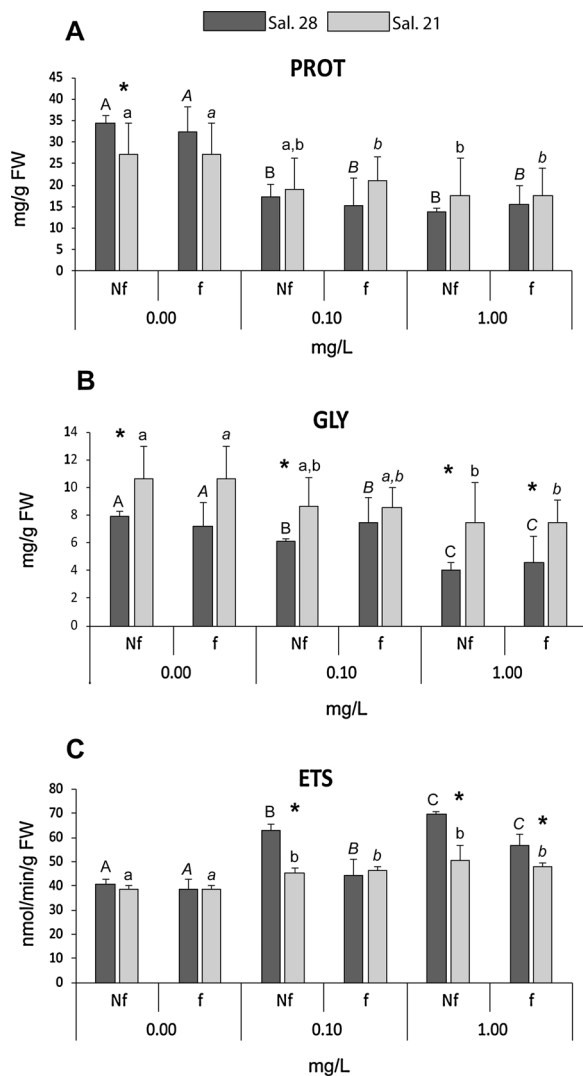 Sal. 28 Sal. 21
A
PROT
mg/g FW
45
40
35
30
25
20
15
10
5
0
A * a A a B a,b B b B b B b
Nf f Nf f Nf f
0.00 0.10 1.00
mg/L
B
GLY
mg/g FW
14
12
10
8
6
4
2
0
* A a A a * B a,b B a,b * C b * C b
Nf f Nf f Nf f
0.00 0.10 1.00
mg/L
C
ETS
nmol/min/g FW
80
70
60
50
40
30
20
10
0
A a A a B b * B b C b * C b *
Nf f Nf f Nf f
0.00 0.10 1.00
mg/L